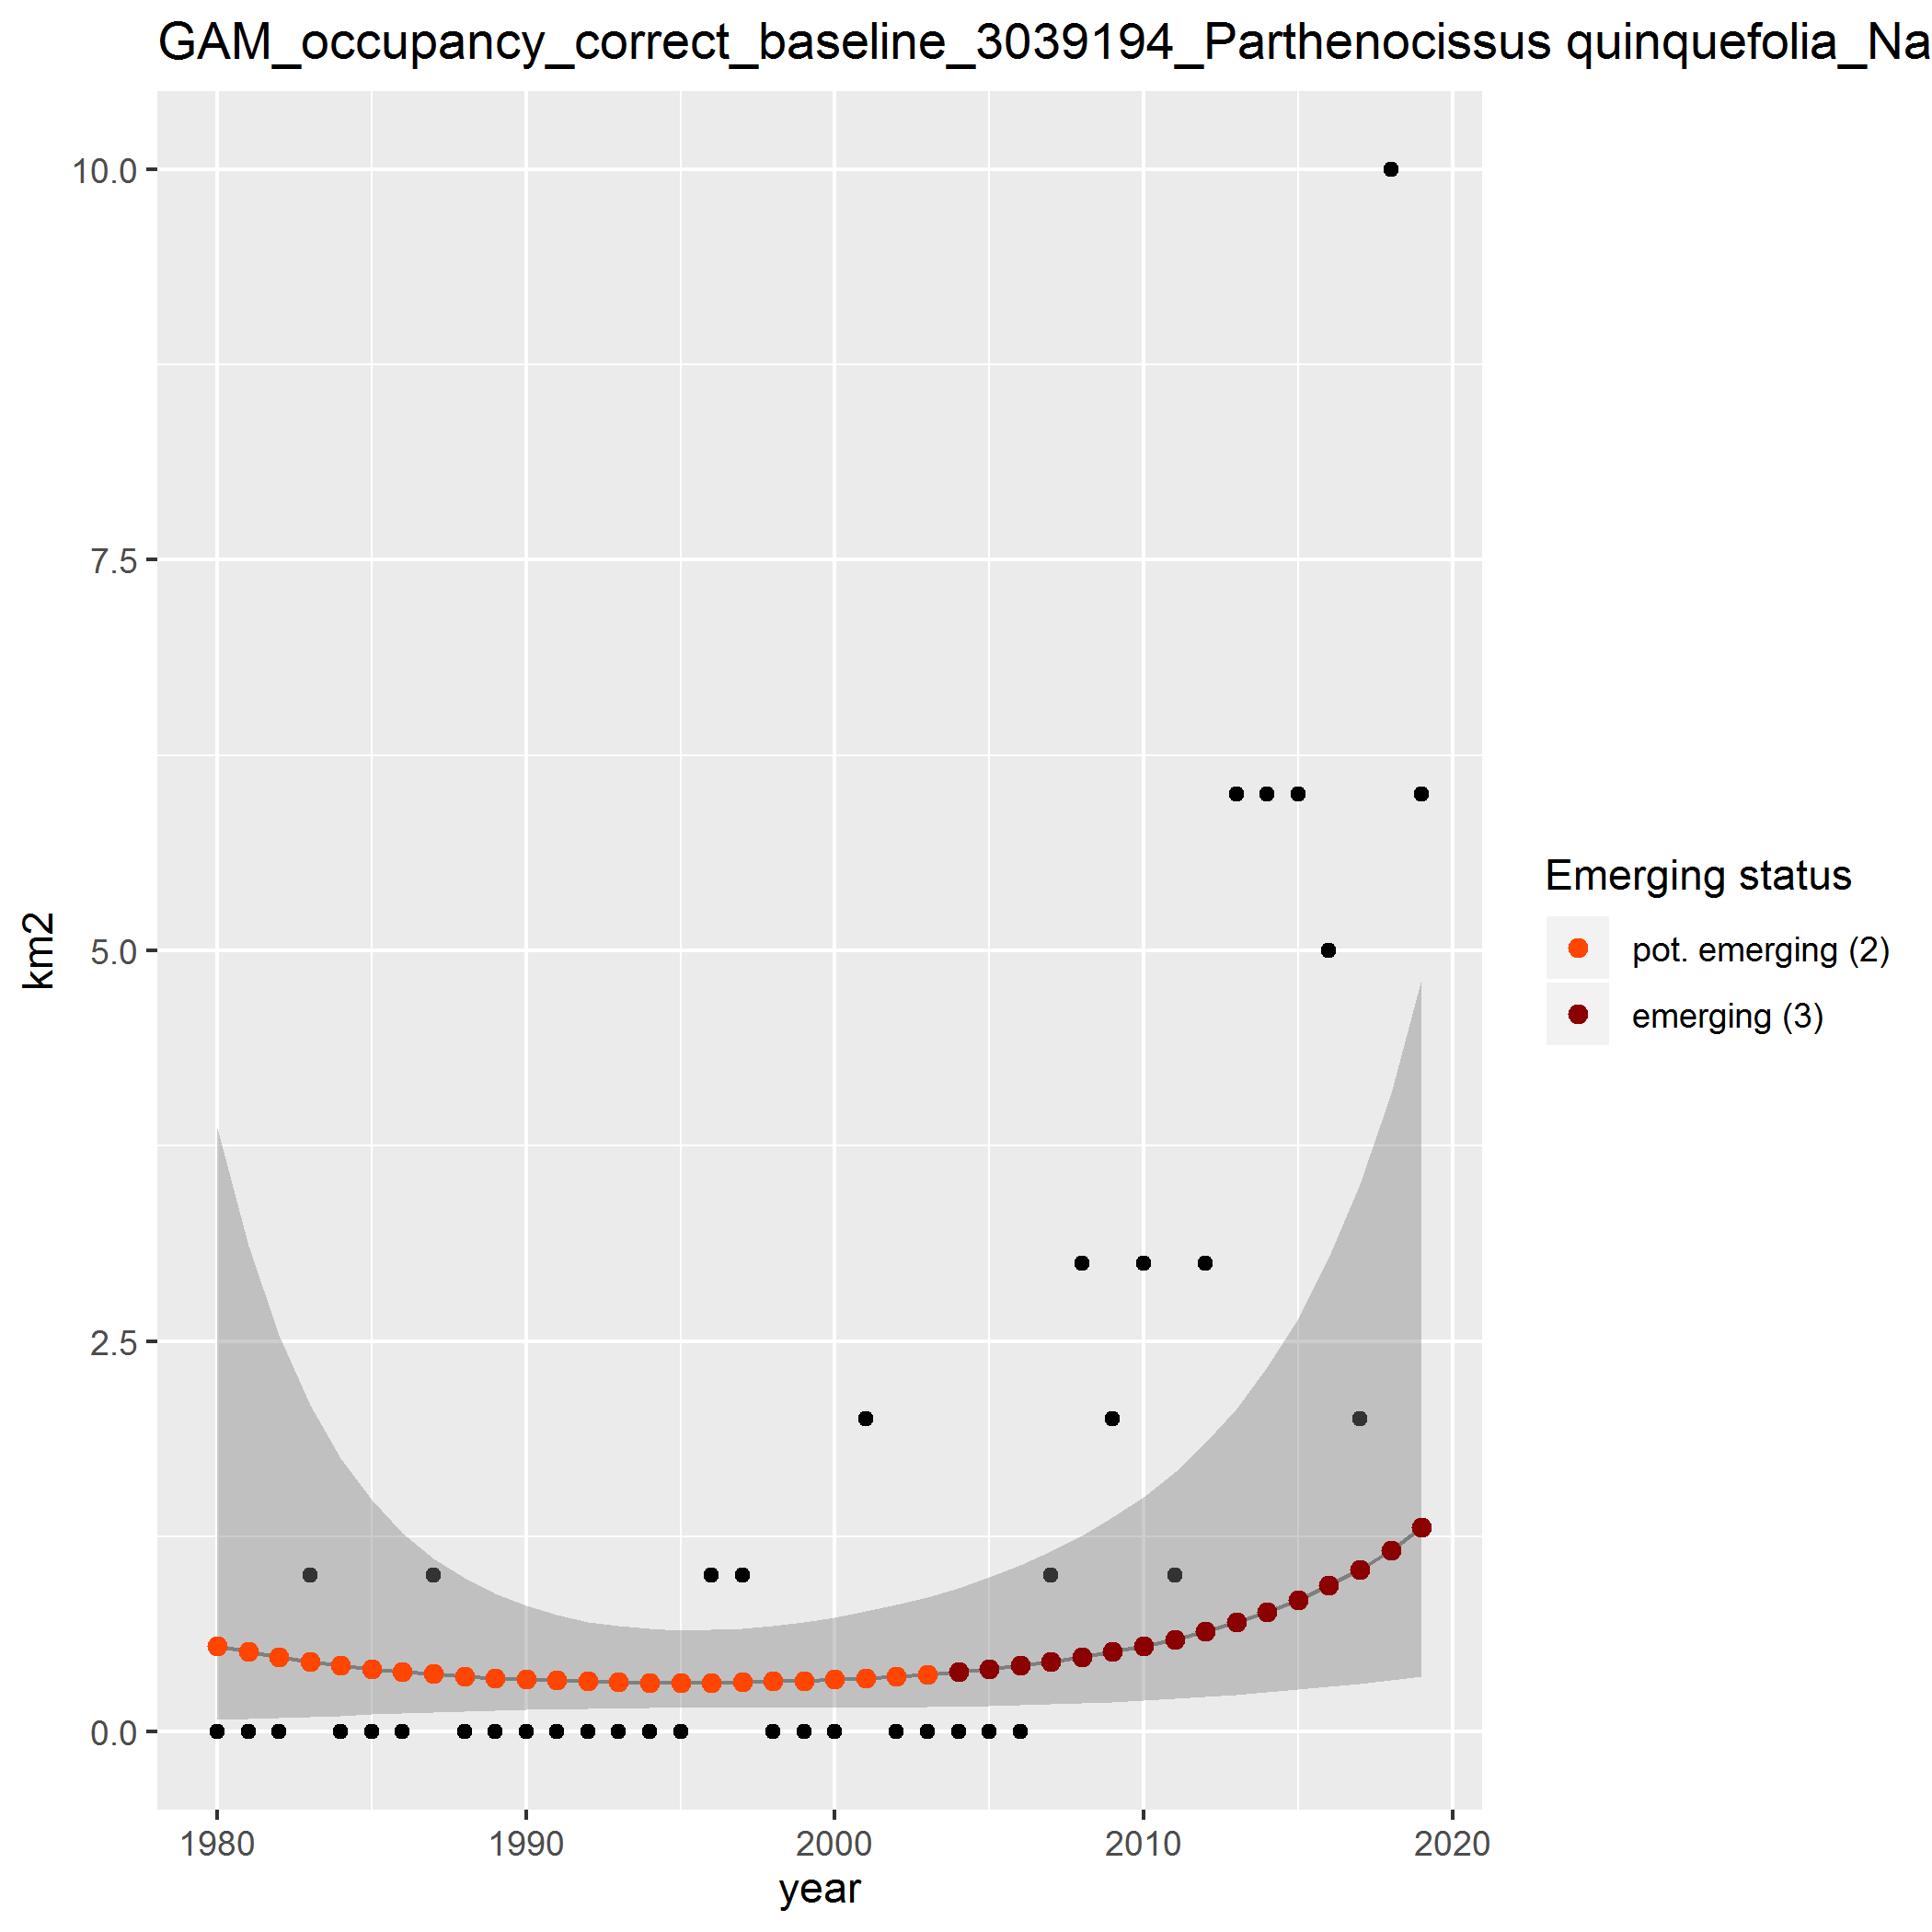 GAM_occupancy_correct_baseline_3039194_Parthenocissus quinquefolia_Na
10.0
7.5
5.0
2.5
0.0
km2
1980 1990 2000 2010 2020
year
Emerging status
pot. emerging (2)
emerging (3)